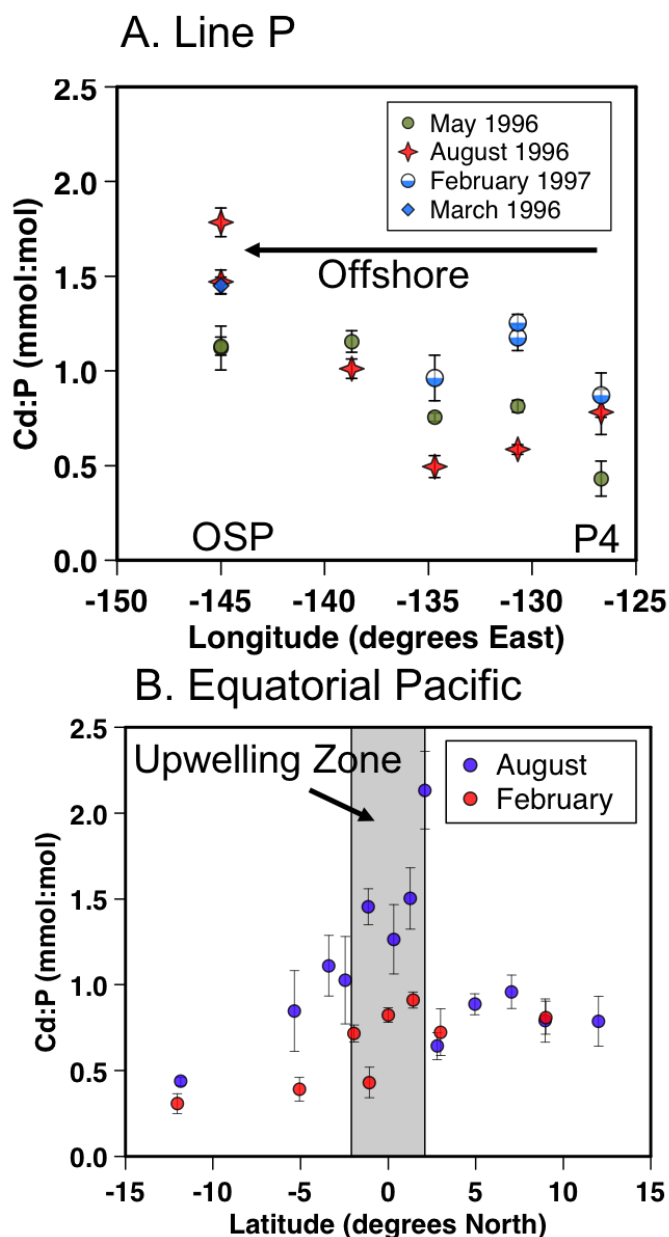 A. Line P
2.5
2.0
1.5
1.0
0.5
0.0
Cd:P (mmol:mol)
May 1996
August 1996
February 1997
March 1996
Offshore
OSP
P4
-150 -145 -140 -135 -130 -125
Longitude (degrees East)
B. Equatorial Pacific
2.5
2.0
1.5
1.0
0.5
0.0
Cd:P (mmol:mol)
Upwelling Zone
August
February
-15 -10 -5 0 5 10 15
Latitude (degrees North)